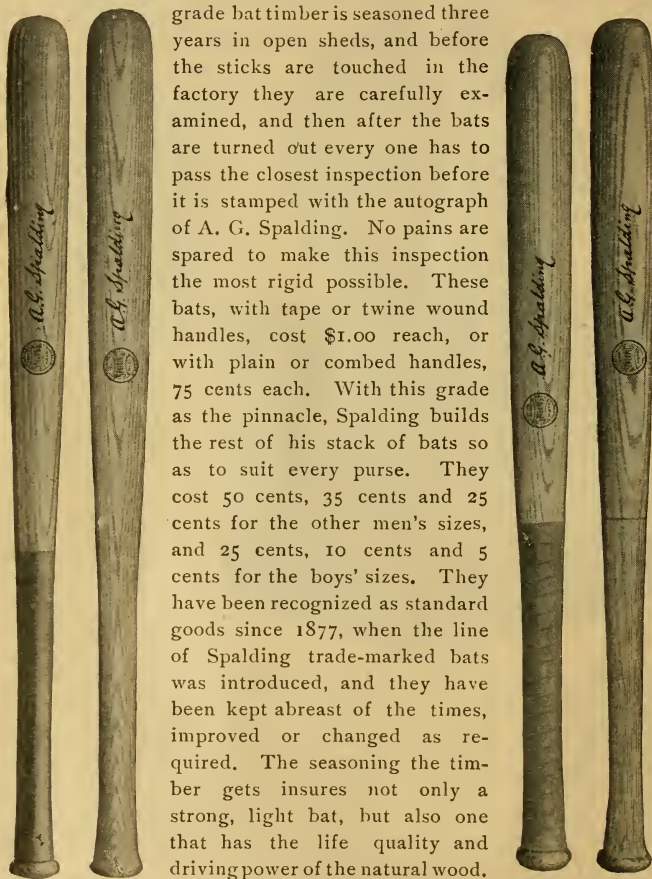 grade bat timber is seasoned three
years in open sheds, and before
the sticks are touched in the
factory they are carefully ex-
amined, and then after the bats
are turned out every one has to
pass the closest inspection before
it is stamped with the autograph
of A. G. Spalding. No pains are
spared to make this inspection
the most rigid possible. These
bats, with tape or twine wound
handles, cost $1.00 reach, or
with plain or combed handles,
75 cents each. With this grade
as the pinnacle, Spalding builds
the rest of his stack of bats so
as to suit every purse. They
cost 50 cents, 35 cents and 25
cents for the other men's sizes,
and 25 cents, 10 cents and 5
cents for the boys' sizes. They
have been recognized as standard
goods since 1877, when the line
of Spalding trade-marked bats
was introduced, and they have
been kept abreast of the times,
improved or changed as re-
quired. The seasoning the tim-
ber gets insures not only a
strong, light bat, but also one
that has the life quality and
driving power of the natural wood.
A.G. Spalding
A.G. Spalding
A.G. Spalding
A.G. Spalding